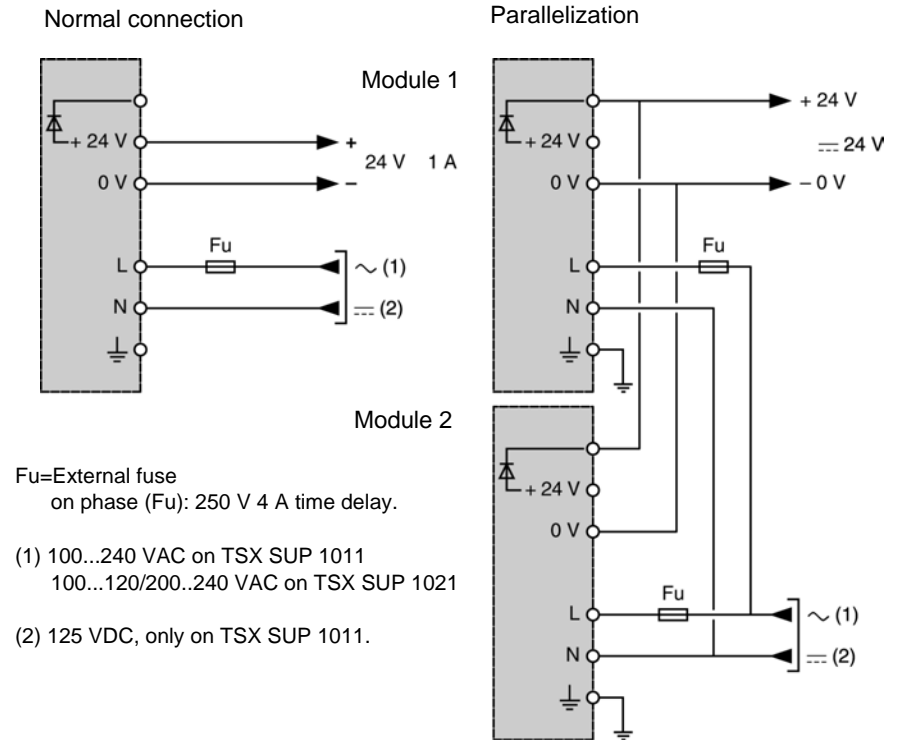 Normal connection
Parallelization
Module 1
+ 24 V
0 V
+
24 V 1 A
–
L
Fu
(1)
N
(2)
+ 24 V
0 V
+ 24 V
24 V
– 0 V
L
Fu
N
Module 2
Fu=External fuse
on phase (Fu): 250 V 4 A time delay.
(1) 100...240 VAC on TSX SUP 1011
100...120/200..240 VAC on TSX SUP 1021
(2) 125 VDC, only on TSX SUP 1011.
+ 24 V
0 V
L
Fu
(1)
N
(2)